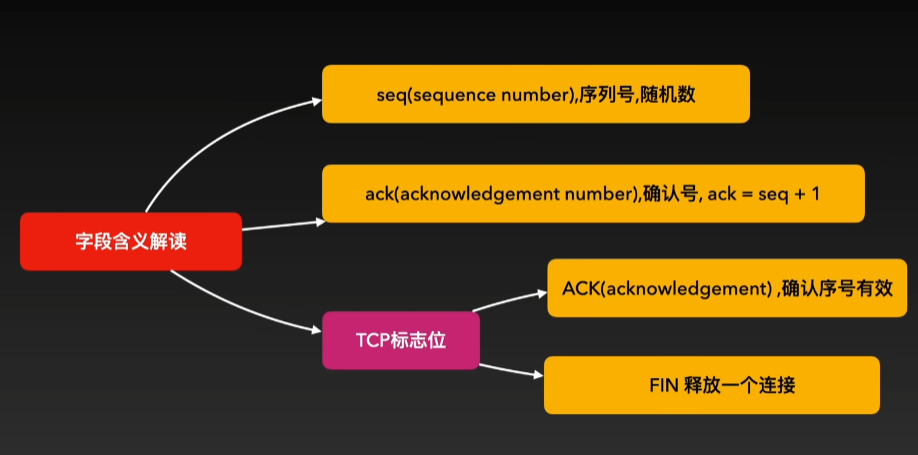 seq(sequence number),序列号,随机数
ack(acknowledgement number),确认号, ack = seq + 1
字段含义解读
ACK(acknowledgement) ,确认序号有效
TCP标志位
FIN 释放一个连接